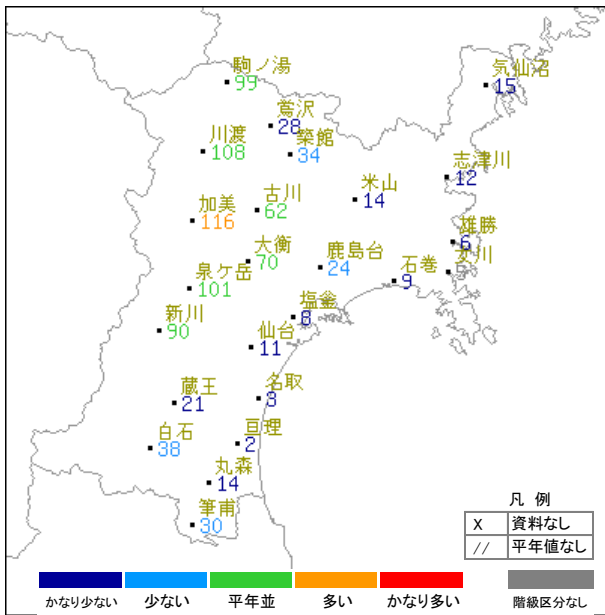 駒ノ湯
99
気仙沼
15
鴬沢
28
築館
34
川渡
108
志津川
12
米山
14
古川
62
加美
116
雄勝
6
女川
大衡
70
鹿島台
24
石巻
9
泉ケ岳
101
塩釜
8
新川
90
仙台
11
蔵王
21
名取
3
白石
38
亘理
2
丸森
14
筆甫
30
凡 例
X 資料なし
// 平年値なし
かなり少ない 少ない 平年並 多い かなり多い 階級区分なし